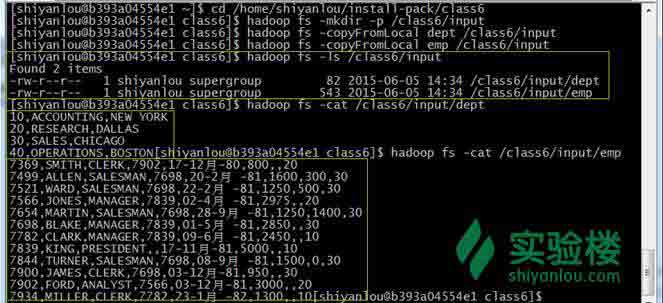 [shiyanlou@b393a04554e1 ~]$ cd /home/shiyanlou/install-pack/class6
[shiyanlou@b393a04554e1 class6]$ hadoop fs -mkdir -p /class6/input
[shiyanlou@b393a04554e1 class6]$ hadoop fs -copyFromLocal dept /class6/input
[shiyanlou@b393a04554e1 class6]$ hadoop fs -copyFromLocal emp /class6/input
[shiyanlou@b393a04554e1 class6]$ hadoop fs -ls /class6/input
Found 2 items
-rw-r--r--   1 shiyanlou supergroup         82 2015-06-05 14:34 /class6/input/dept
-rw-r--r--   1 shiyanlou supergroup        543 2015-06-05 14:34 /class6/input/emp
[shiyanlou@b393a04554e1 class6]$ hadoop fs -cat /class6/input/dept
10,ACCOUNTING,NEW YORK
20,RESEARCH,DALLAS
30,SALES,CHICAGO
40,OPERATIONS,BOSTON[shiyanlou@b393a04554e1 class6]$ hadoop fs -cat /class6/input/emp
7369,SMITH,CLERK,7902,17-12月-80,800,,20
7499,ALLEN,SALESMAN,7698,20-2月 -81,1600,300,30
7521,WARD,SALESMAN,7698,22-2月 -81,1250,500,30
7566,JONES,MANAGER,7839,02-4月 -81,2975,,20
7654,MARTIN,SALESMAN,7698,28-9月 -81,1250,1400,30
7698,BLAKE,MANAGER,7839,01-5月 -81,2850,,30
7782,CLARK,MANAGER,7839,09-6月 -81,2450,,10
7839,KING,PRESIDENT,,17-11月-81,5000,,10
7844,TURNER,SALESMAN,7698,08-9月 -81,1500,0,30
7900,JAMES,CLERK,7698,03-12月-81,950,,30
7902,FORD,ANALYST,7566,03-12月-81,3000,,20
7934,MILLER,CLERK,7782,23-1月 -82,1300,,10[shiyanlou@b393a04554e1 class6]$
实验楼
shiyanlou.com